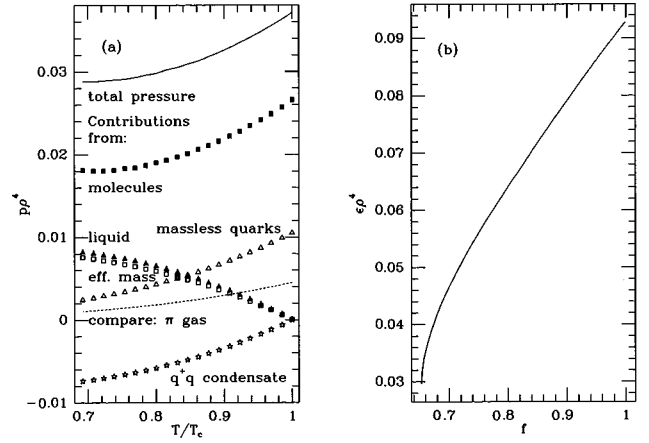 (a)
0.03
total pressure
Contributions
from:
0.02
molecules
pρ⁴
massless quarks
0.01
liquid
eff. mass
0
compare: π gas
q⁺q condensate
−0.01
0.7 0.8 0.9 1
T/T_c
(b)
0.09
0.08
0.07
0.06
ϵρ⁴
0.05
0.04
0.03
0.7 0.8 0.9 1
f